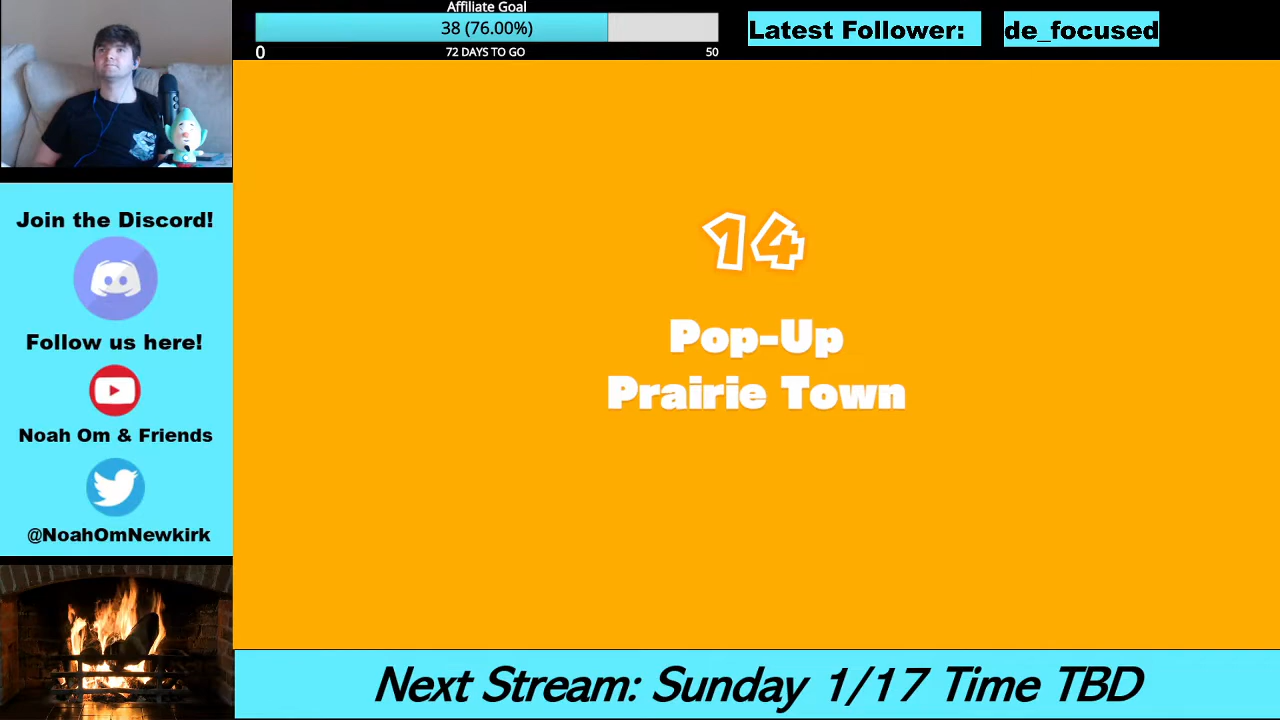 Affiliate Goal
38 (76.00%)
0
72 DAYS TO GO
50
Latest Follower:
de_focused
Join the Discord!
Follow us here!
Noah Om & Friends
@NoahOmNewkirk
14
Pop-Up
Prairie Town
Next Stream: Sunday 1/17 Time TBD